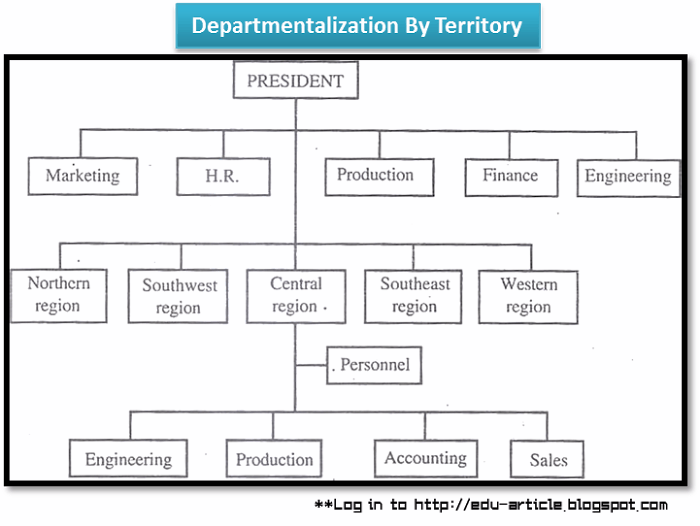 Departmentalization By Territory
PRESIDENT
Marketing
H.R.
Production
Finance
Engineering
Northern
region
Southwest
region
Central
region
Southeast
region
Western
region
Personnel
Engineering
Production
Accounting
Sales
**Log in to http://edu-article.blogspot.com